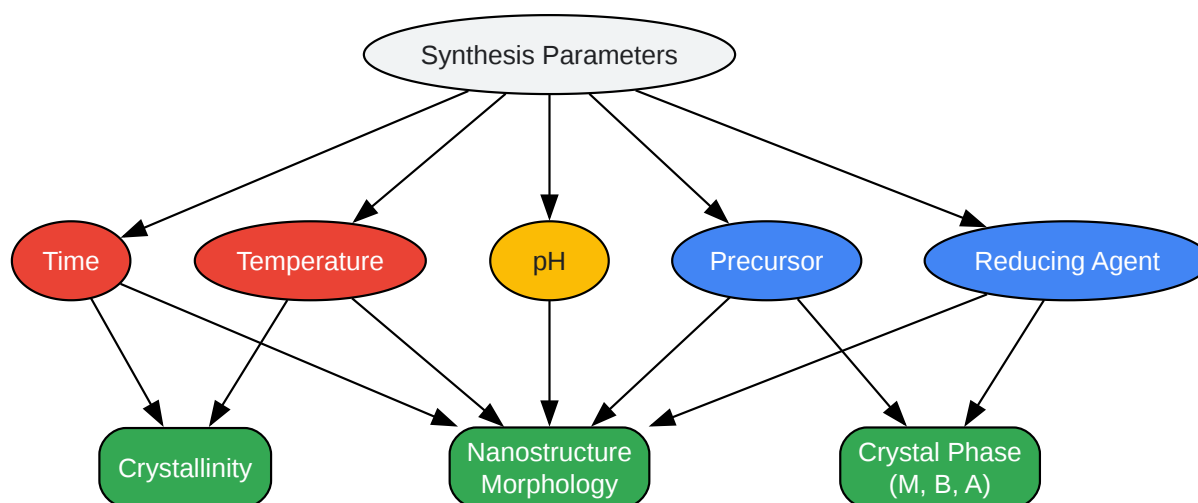 Synthesis Parameters
Time
Temperature
pH
Precursor
Reducing Agent
Crystallinity
Nanostructure
Morphology
Crystal Phase
(M, B, A)